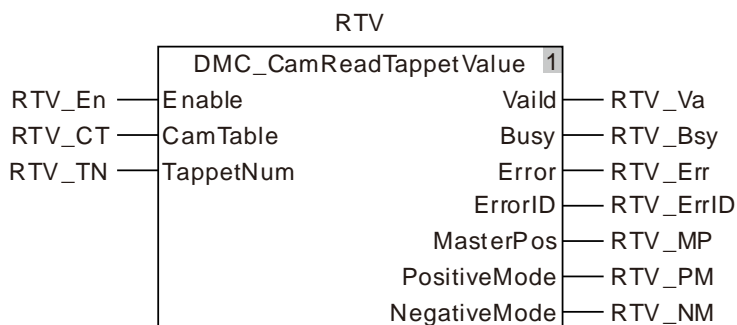 RTV
DMC_CamReadTappetValue 1
RTV_En Enable Vaild RTV_Va
RTV_CT CamTable Busy RTV_Bsy
RTV_TN TappetNum Error RTV_Err
ErrorID RTV_ErrID
MasterPos RTV_MP
PositiveMode RTV_PM
NegativeMode RTV_NM